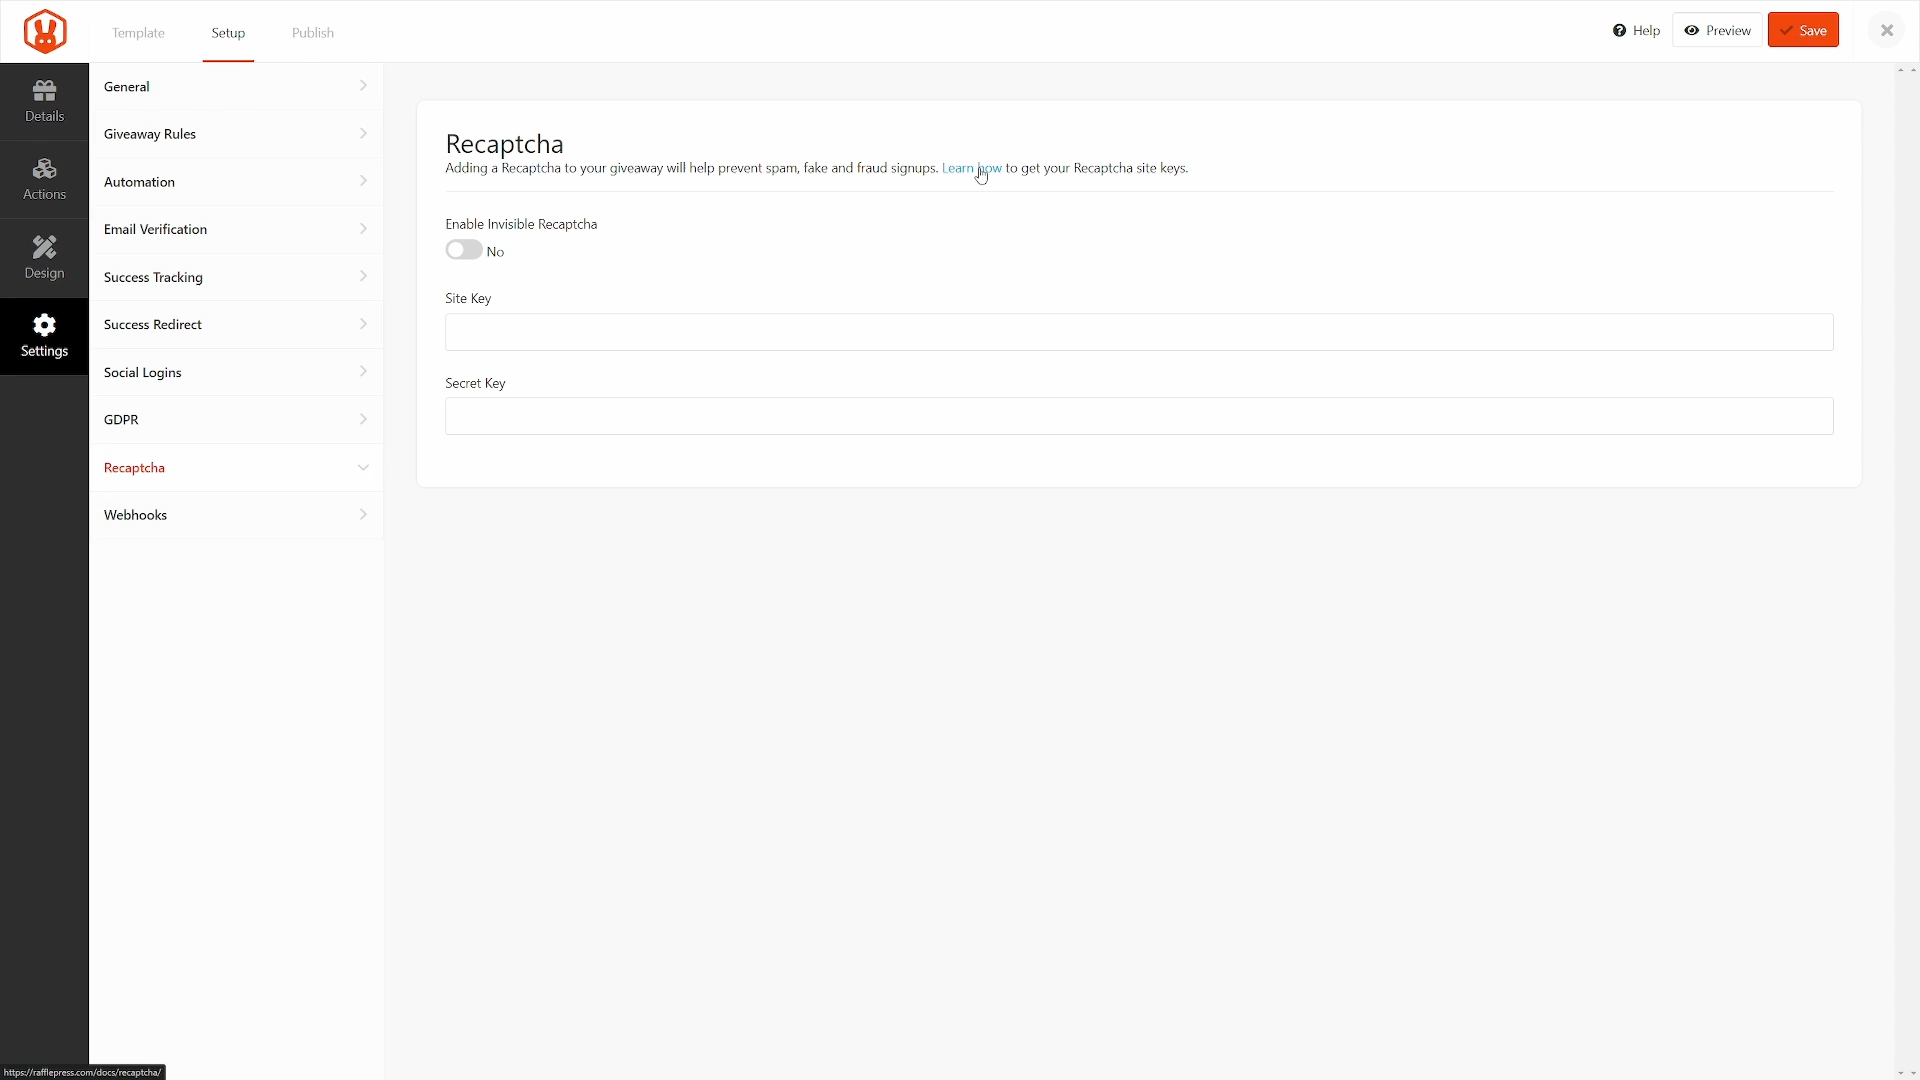 Template
Setup
Publish
Help
Preview
Save
Details
Actions
Design
Settings
General
Giveaway Rules
Automation
Email Verification
Success Tracking
Success Redirect
Social Logins
GDPR
Recaptcha
Webhooks
Recaptcha
Adding a Recaptcha to your giveaway will help prevent spam, fake and fraud signups. Learn how to get your Recaptcha site keys.
Enable Invisible Recaptcha
No
Site Key
Secret Key
https://rafflepress.com/docs/recaptcha/